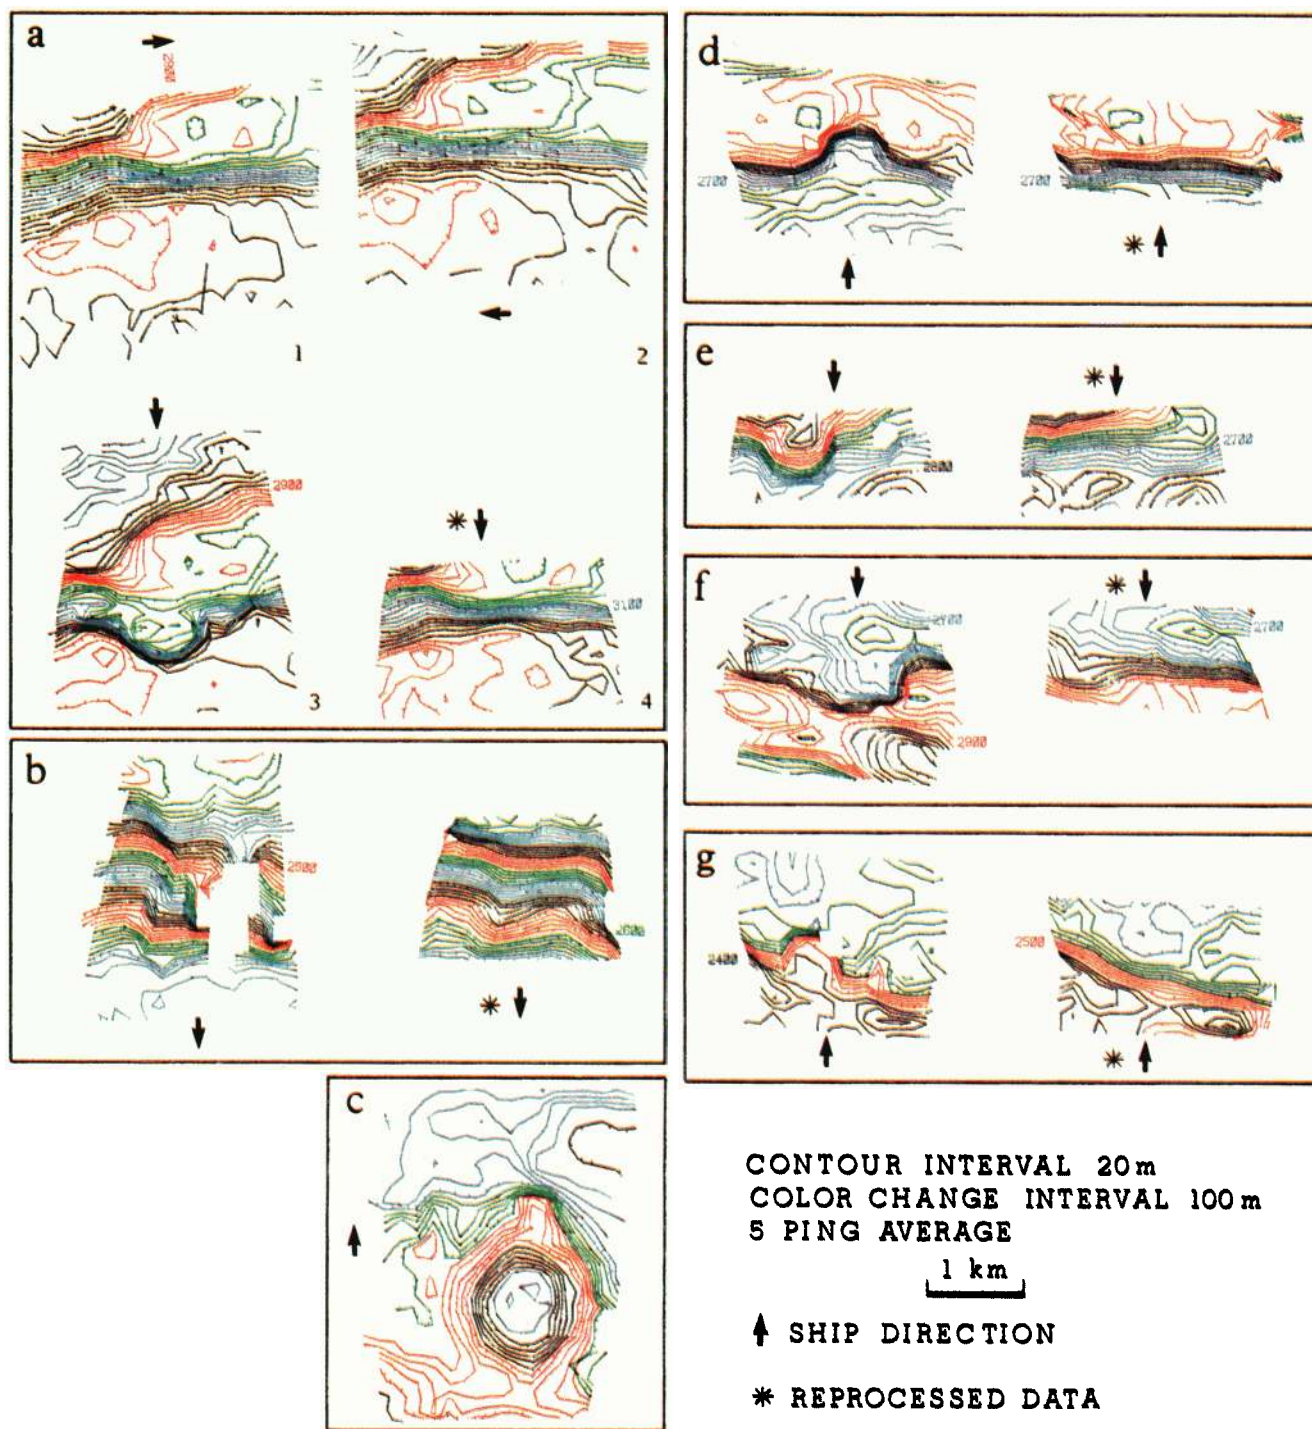 a
2900
1
2
2900
3
✳
3100
4
b
2500
2600
✳
c
d
2700
2700
✳
e
2800
✳
2700
f
2700
2900
✳
2700
g
2400
2500
✳
CONTOUR INTERVAL 20m
COLOR CHANGE INTERVAL 100m
5 PING AVERAGE
1 km
SHIP DIRECTION
✳ REPROCESSED DATA